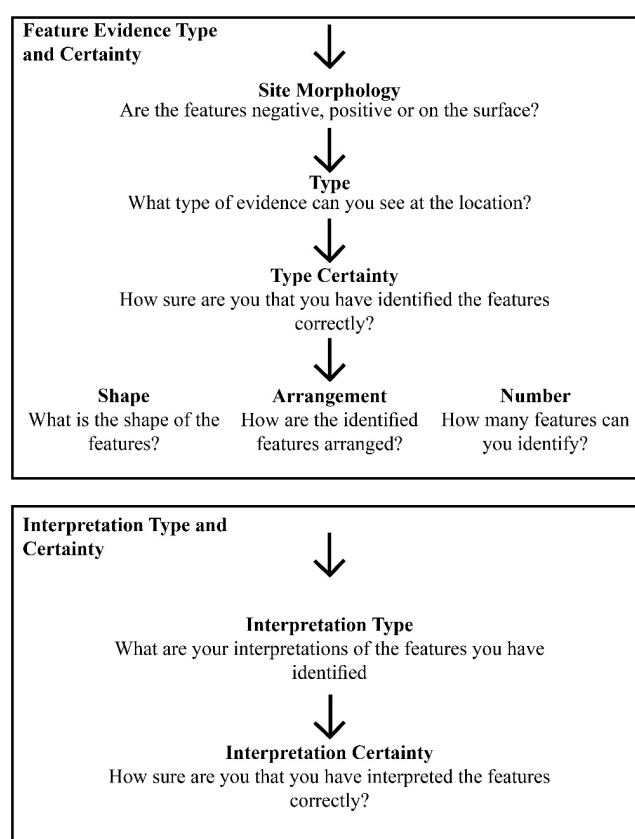 Feature Evidence Type
and Certainty
Site Morphology
Are the features negative, positive or on the surface?
Type
What type of evidence can you see at the location?
Type Certainty
How sure are you that you have identified the features
correctly?
Shape
What is the shape of the
features?
Arrangement
How are the identified
features arranged?
Number
How many features can
you identify?
Interpretation Type and
Certainty
Interpretation Type
What are your interpretations of the features you have
identified
Interpretation Certainty
How sure are you that you have interpreted the features
correctly?